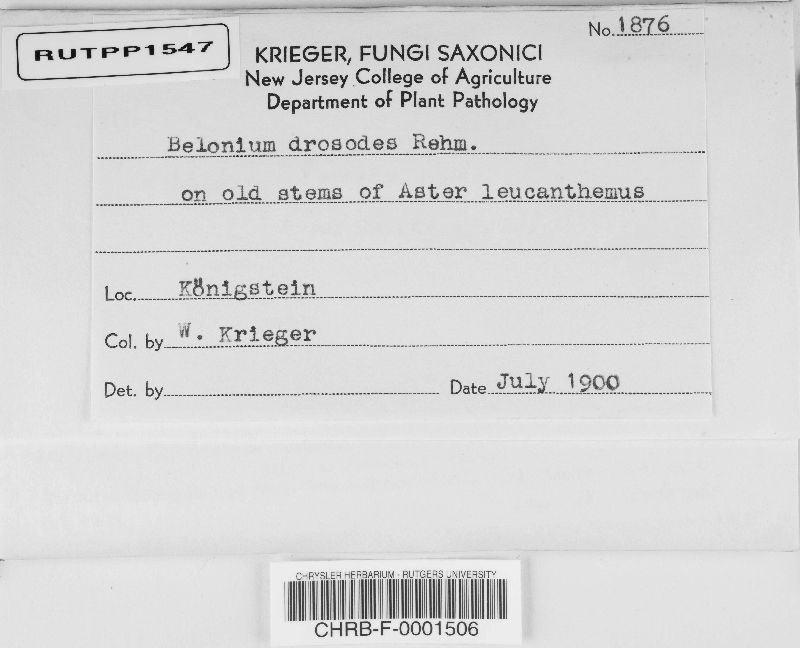 No. 1876
RUTPP1547
KRIEGER, FUNGI SAXONICI
New Jersey College of Agriculture
Department of Plant Pathology
Belonium drosodes Rehm.
on old stems of Aster leucanthemus
Loc. Königstein
Col. by W. Krieger
Det. by
Date July 1900
CHRYSLER HERBARIUM - RUTGERS UNIVERSITY
CHRB-F-0001506